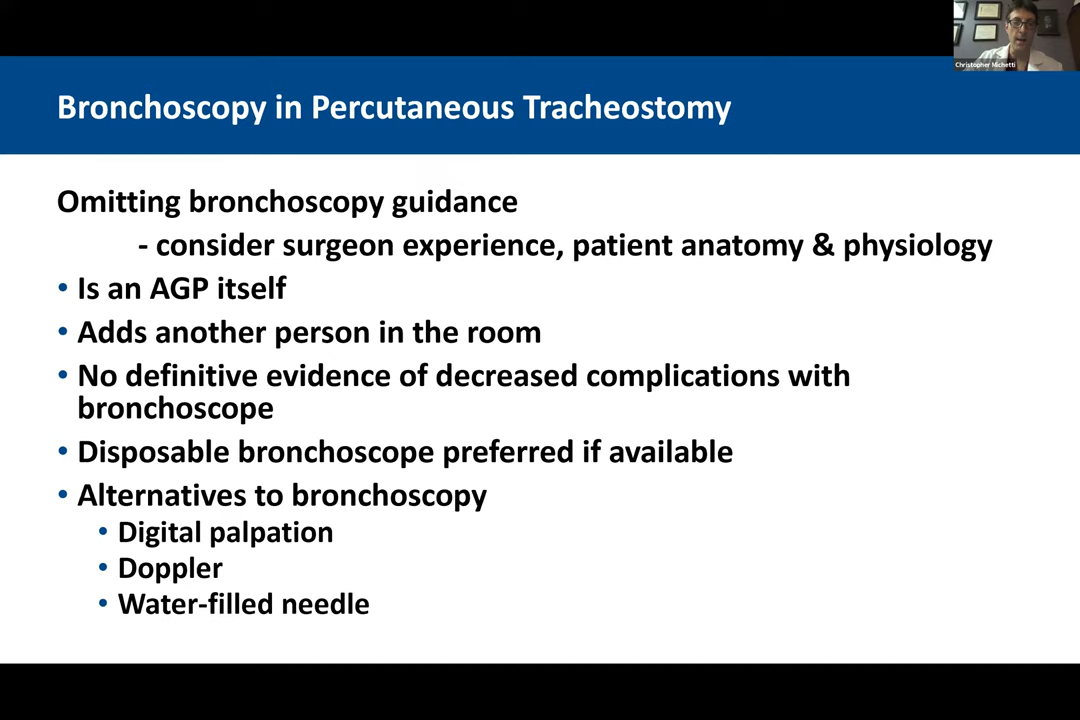 Christopher Michetti
Bronchoscopy in Percutaneous Tracheostomy
Omitting bronchoscopy guidance
- consider surgeon experience, patient anatomy & physiology
• Is an AGP itself
• Adds another person in the room
• No definitive evidence of decreased complications with
bronchoscope
• Disposable bronchoscope preferred if available
• Alternatives to bronchoscopy
• Digital palpation
• Doppler
• Water-filled needle